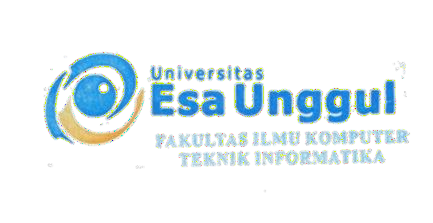 Universitas
Esa Unggul
FAKULTAS ILMU KOMPUTER
TEKNIK INFORMATIKA